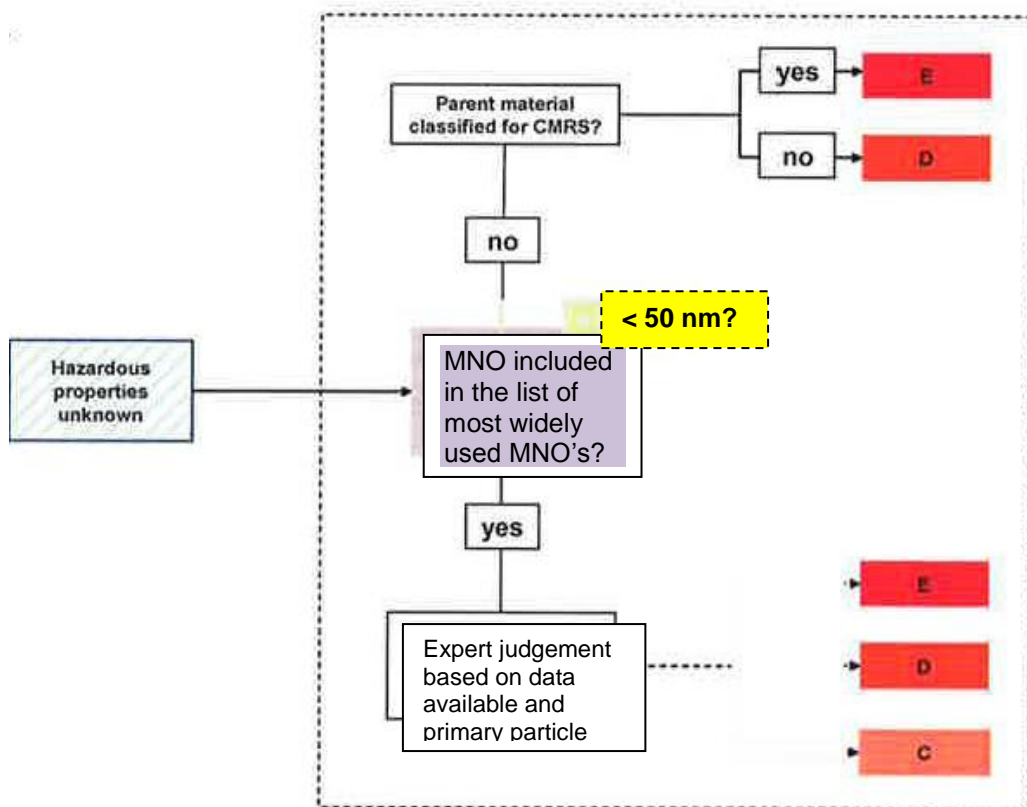 yes
E
Parent material
classified for CMRS?
no
D
no
< 50 nm?
Hazardous
properties
unknown
MNO included
in the list of
most widely
used MNO's?
yes
E
Expert judgement
based on data
available and
primary particle
D
C